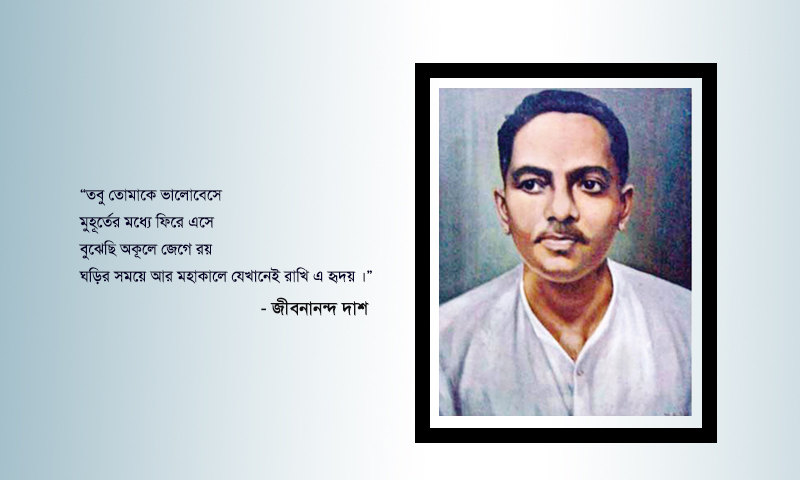 “তবু তোমাকে ভালোবেসে
মুহূর্তের মধ্যে ফিরে এসে
বুঝেছি অকূলে জেগে রয়
ঘড়ির সময়ে আর মহাকালে যেখানেই রাখি এ হৃদয় ।”
- জীবনানন্দ দাশ